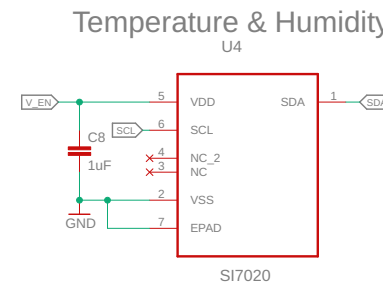 Temperature & Humidity
U4
V_EN
5
VDD
SDA
1
SDA
SCL
6
SCL
C8
1uF
4
NC_2
3
NC
2
VSS
GND
7
EPAD
SI7020